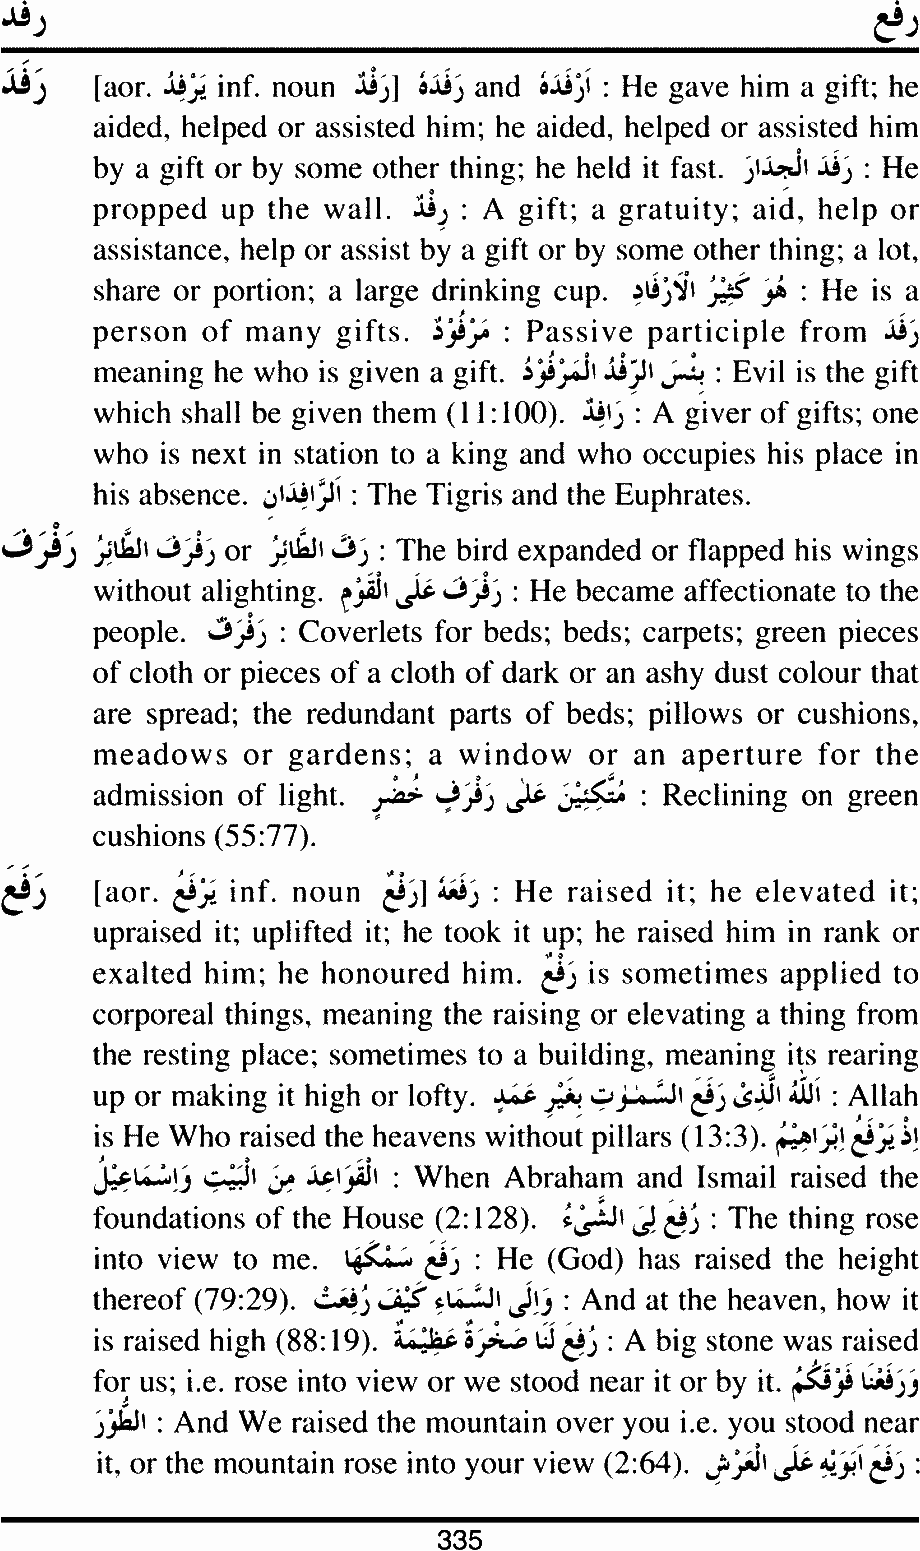 رفد رفع
رَفَدَ [aor. يَرْفِدُ inf. noun رَفْدٌ] رَفَدَهُ and اَرْفَدَهُ : He gave him a gift; he
aided, helped or assisted him; he aided, helped or assisted him
by a gift or by some other thing; he held it fast. رَفَدَ الْجِدَارَ : He
propped up the wall. رِفْدٌ : A gift; a gratuity; aid, help or
assistance, help or assist by a gift or by some other thing; a lot,
share or portion; a large drinking cup. هُوَ كَثِيْرُ الْاَرْفَادِ : He is a
person of many gifts. مَرْفُوْدٌ : Passive participle from رَفَدَ
meaning he who is given a gift. بِئْسَ الرِّفْدُ الْمَرْفُوْدُ : Evil is the gift
which shall be given them (11:100). رَافِدٌ : A giver of gifts; one
who is next in station to a king and who occupies his place in
his absence. اَلرَّافِدَانِ : The Tigris and the Euphrates.
رَفْرَفَ رَفْرَفَ الطَّائِرُ or رَفَّ الطَّائِرُ : The bird expanded or flapped his wings
without alighting. رَفْرَفَ عَلَى الْقَوْمِ : He became affectionate to the
people. رَفْرَفٌ : Coverlets for beds; beds; carpets; green pieces
of cloth or pieces of a cloth of dark or an ashy dust colour that
are spread; the redundant parts of beds; pillows or cushions,
meadows or gardens; a window or an aperture for the
admission of light. مُتَّكِئِيْنَ عَلٰى رَفْرَفٍ خُضْرٍ : Reclining on green
cushions (55:77).
رَفَعَ [aor. يَرْفَعُ inf. noun رَفْعٌ] رَفَعَهُ : He raised it; he elevated it;
upraised it; uplifted it; he took it up; he raised him in rank or
exalted him; he honoured him. رَفْعٌ is sometimes applied to
corporeal things, meaning the raising or elevating a thing from
the resting place; sometimes to a building, meaning its rearing
up or making it high or lofty. اَللّٰهُ الَّذِىْ رَفَعَ السَّمٰوٰتِ بِغَيْرِ عَمَدٍ : Allah
is He Who raised the heavens without pillars (13:3). اِذْ يَرْفَعُ اِبْرَاهِيْمُ
الْقَوَاعِدَ مِنَ الْبَيْتِ وَاِسْمَاعِيْلُ : When Abraham and Ismail raised the
foundations of the House (2:128). رُفِعَ لِىَ الشَّيْءُ : The thing rose
into view to me. رَفَعَ سَمْكَهَا : He (God) has raised the height
thereof (79:29). وَاِلَى السَّمَاءِ كَيْفَ رُفِعَتْ : And at the heaven, how it
is raised high (88:19). رُفِعَ لَنَا صَخْرَةٌ عَظِيْمَةٌ : A big stone was raised
for us; i.e. rose into view or we stood near it or by it. وَرَفَعْنَا فَوْقَكُمُ
الطُّوْرَ : And We raised the mountain over you i.e. you stood near
it, or the mountain rose into your view (2:64). رَفَعَ اَبَوَيْهِ عَلَى الْعَرْشِ :
335